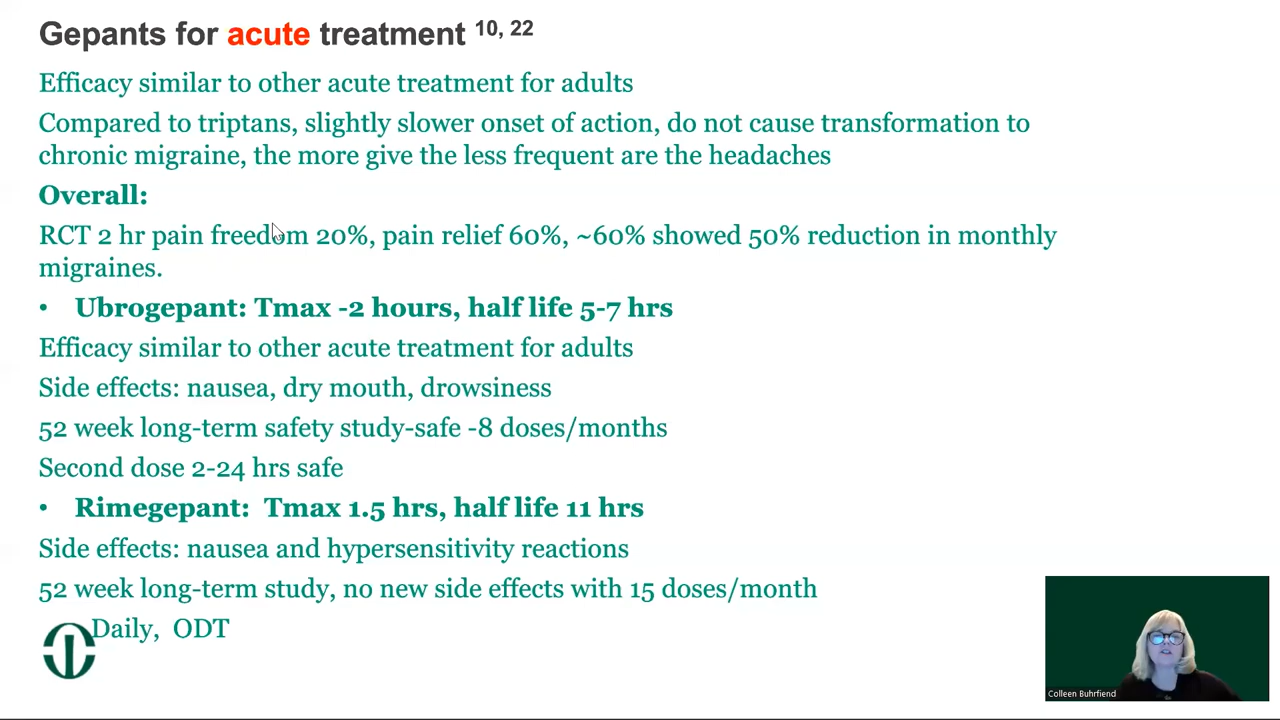 Gepants for acute treatment 10, 22
Efficacy similar to other acute treatment for adults
Compared to triptans, slightly slower onset of action, do not cause transformation to
chronic migraine, the more give the less frequent are the headaches
Overall:
RCT 2 hr pain freedom 20%, pain relief 60%, ~60% showed 50% reduction in monthly
migraines.
• Ubrogepant: Tmax -2 hours, half life 5-7 hrs
Efficacy similar to other acute treatment for adults
Side effects: nausea, dry mouth, drowsiness
52 week long-term safety study-safe -8 doses/months
Second dose 2-24 hrs safe
• Rimegepant: Tmax 1.5 hrs, half life 11 hrs
Side effects: nausea and hypersensitivity reactions
52 week long-term study, no new side effects with 15 doses/month
Daily, ODT
Colleen Buhrfiend